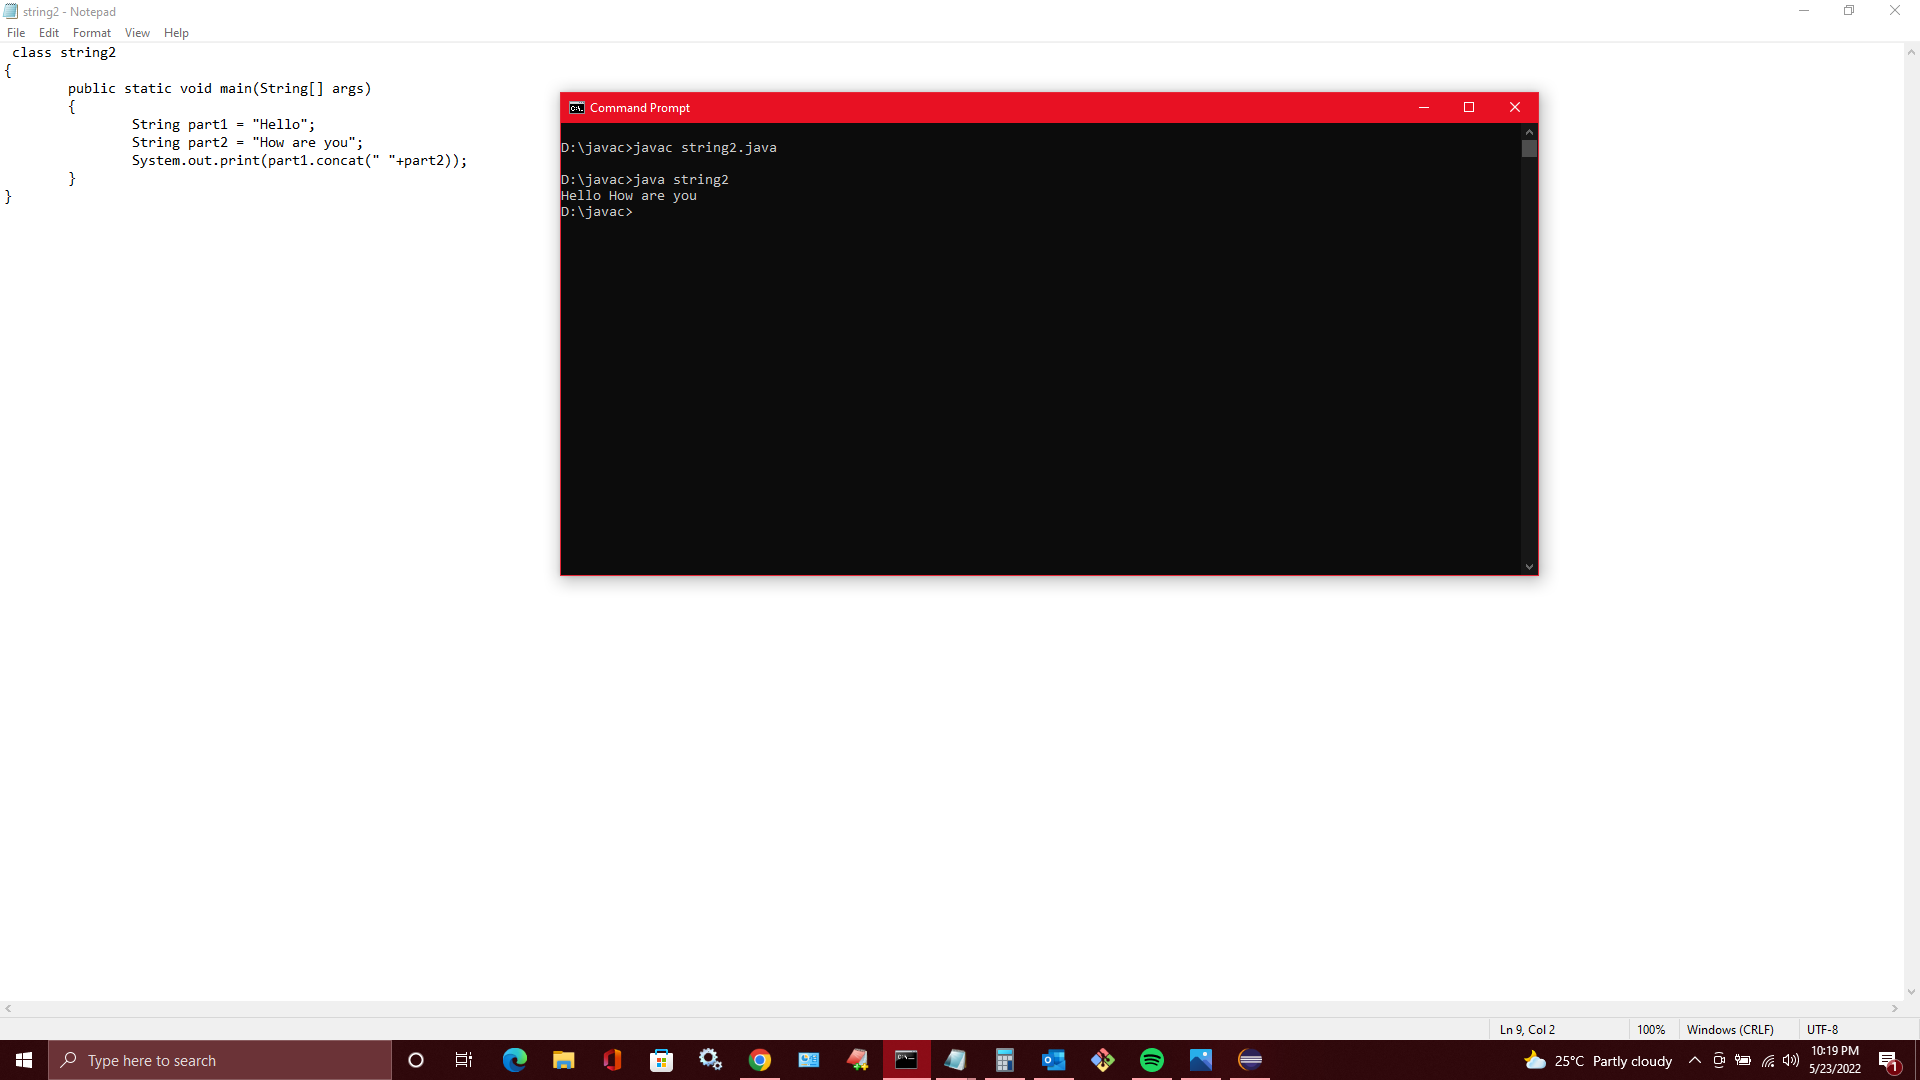 string2 - Notepad
File Edit Format View Help
class string2
{
public static void main(String[] args)
{
String part1 = "Hello";
String part2 = "How are you";
System.out.print(part1.concat(" "+part2));
}
}
Command Prompt
D:\javac>javac string2.java
D:\javac>java string2
Hello How are you
D:\javac>
Ln 9, Col 2 100% Windows (CRLF) UTF-8
Type here to search
25°C Partly cloudy
10:19 PM
5/23/2022
1